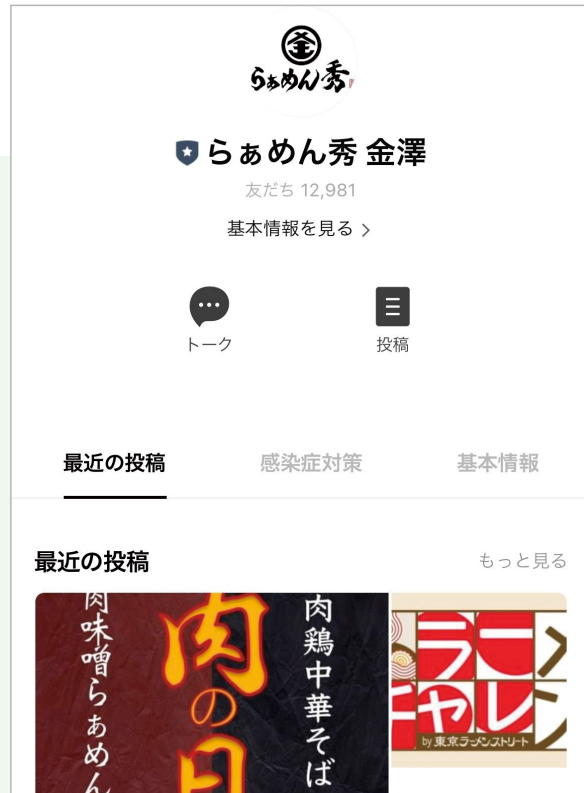 らぁめん秀
らぁめん秀 金澤
友だち 12,981
基本情報を見る
トーク
投稿
最近の投稿
感染症対策
基本情報
最近の投稿
もっと見る
肉の日
肉鶏中華そば
肉味噌らぁめん
ラーメ
チャレン
by 東京ラーメンストリート